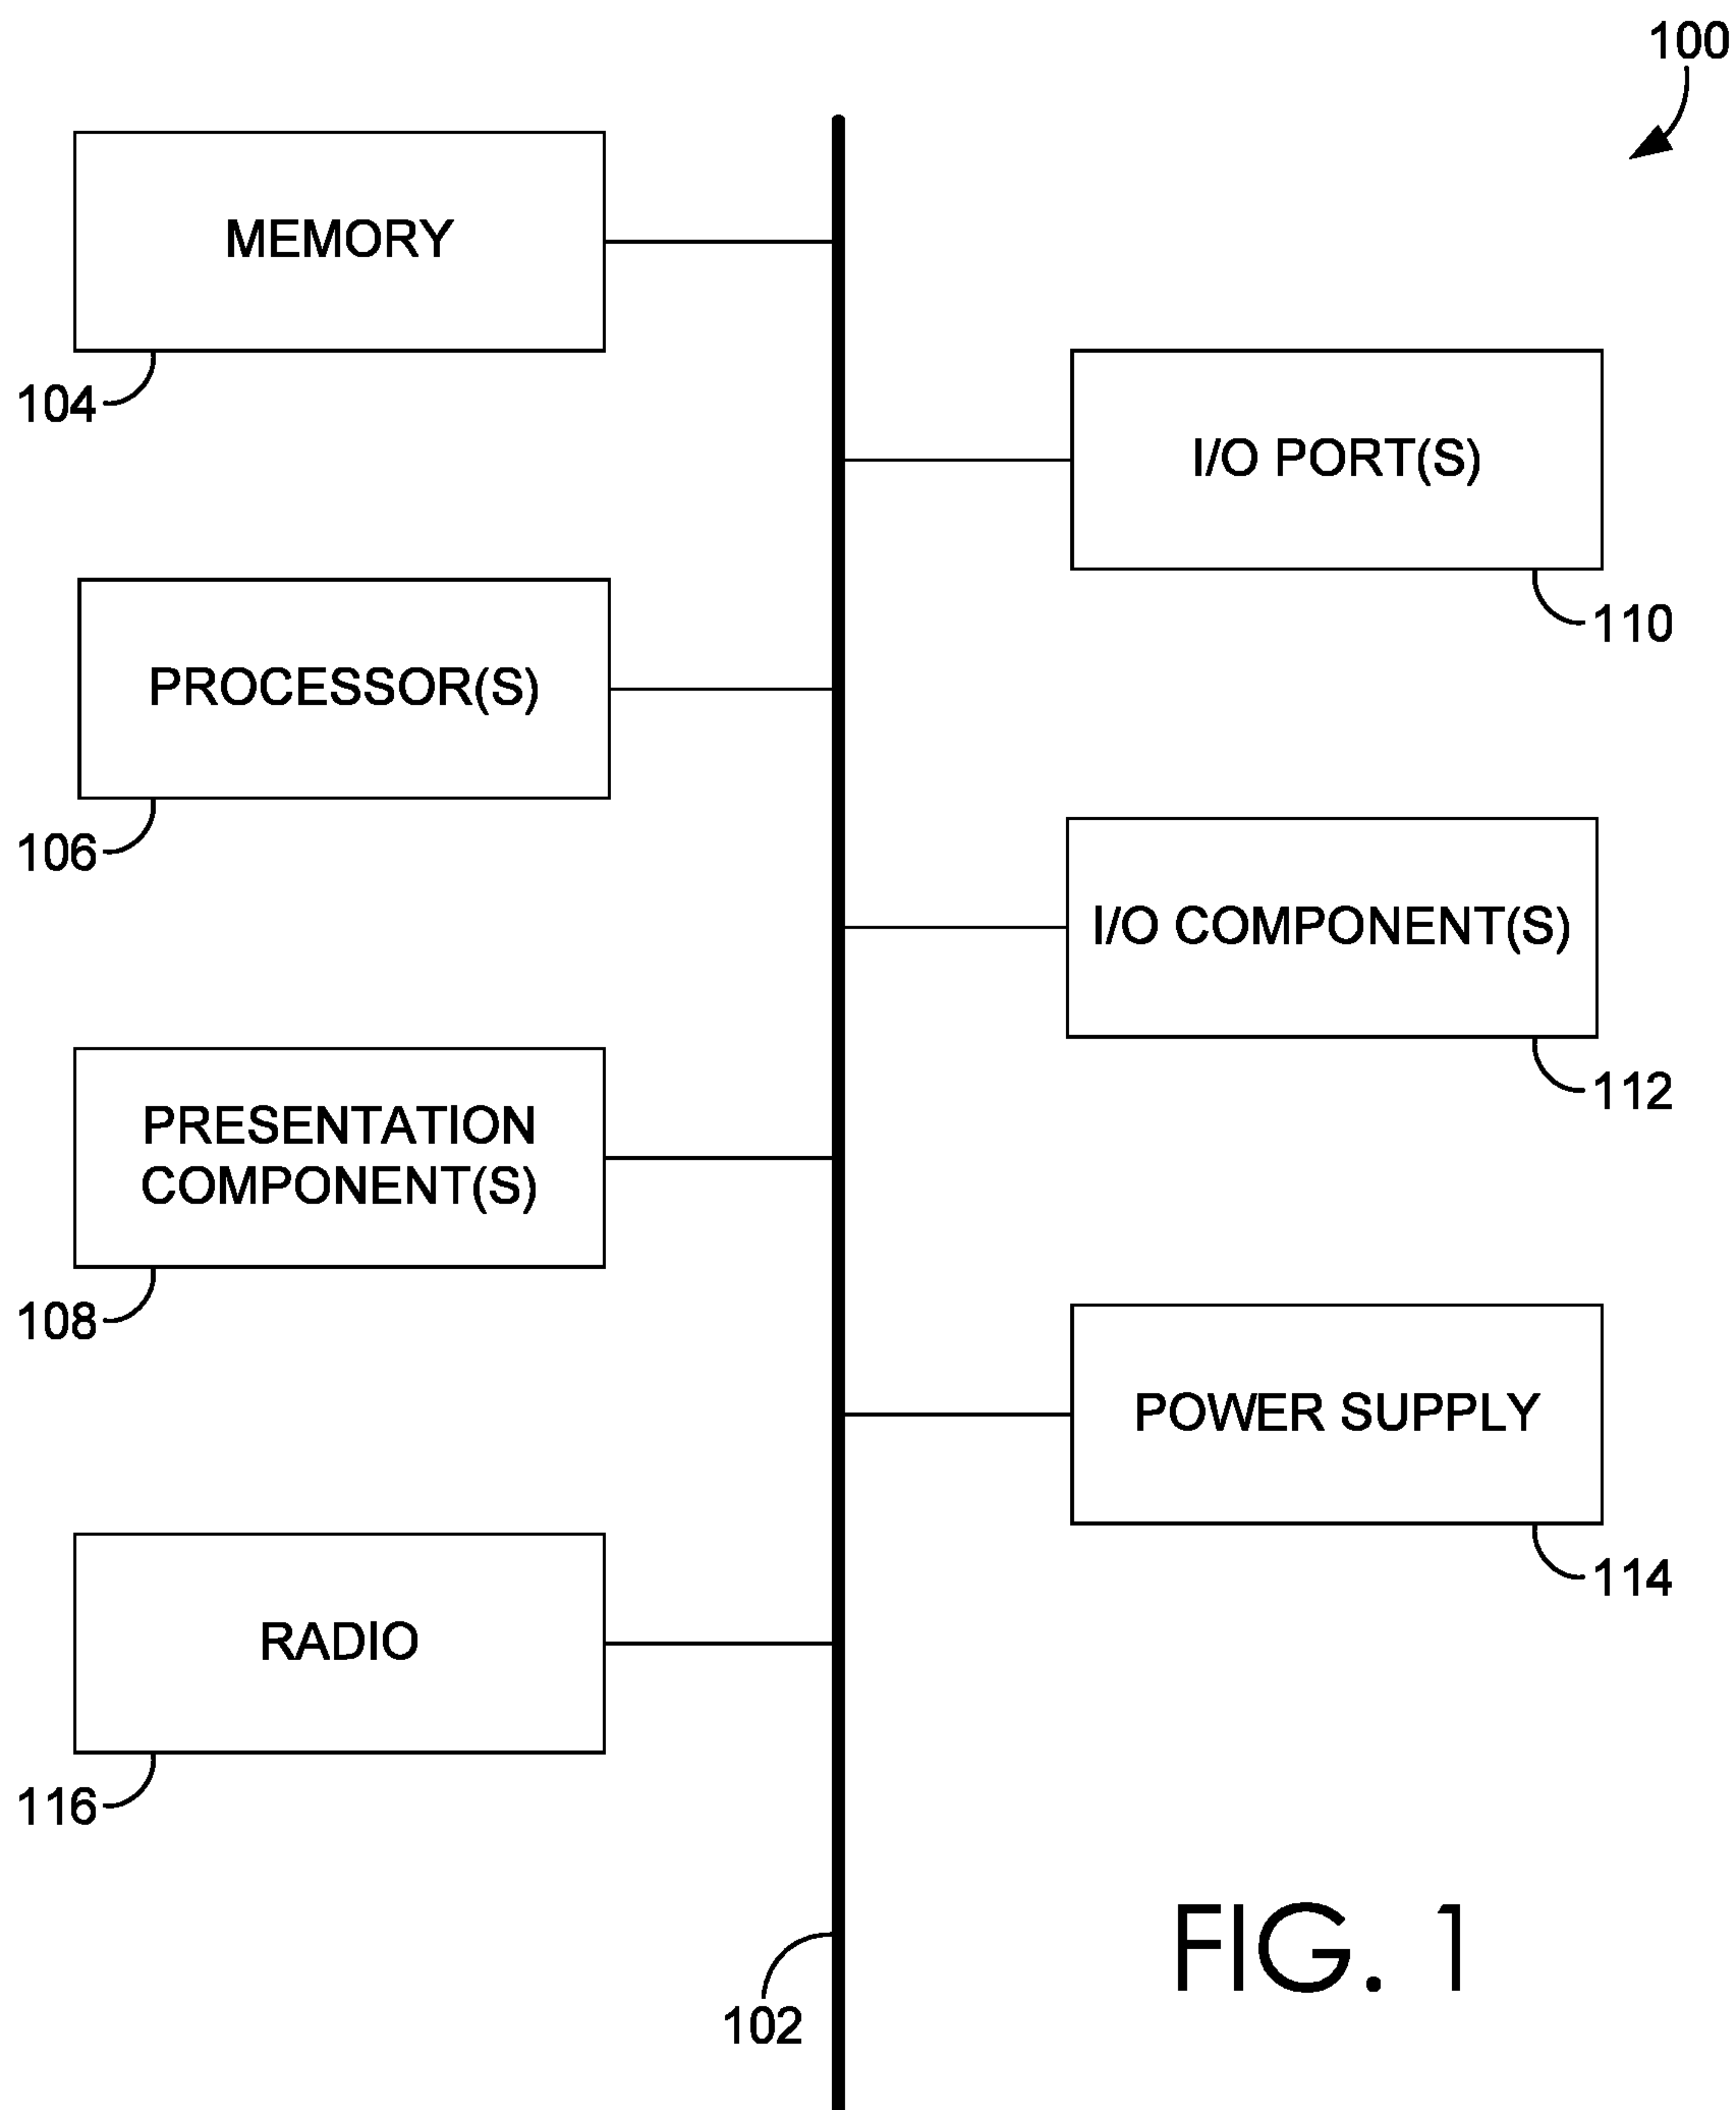 100
MEMORY
104
I/O PORT(S)
110
PROCESSOR(S)
106
I/O COMPONENT(S)
112
PRESENTATION
COMPONENT(S)
108
POWER SUPPLY
114
RADIO
116
102
FIG. 1